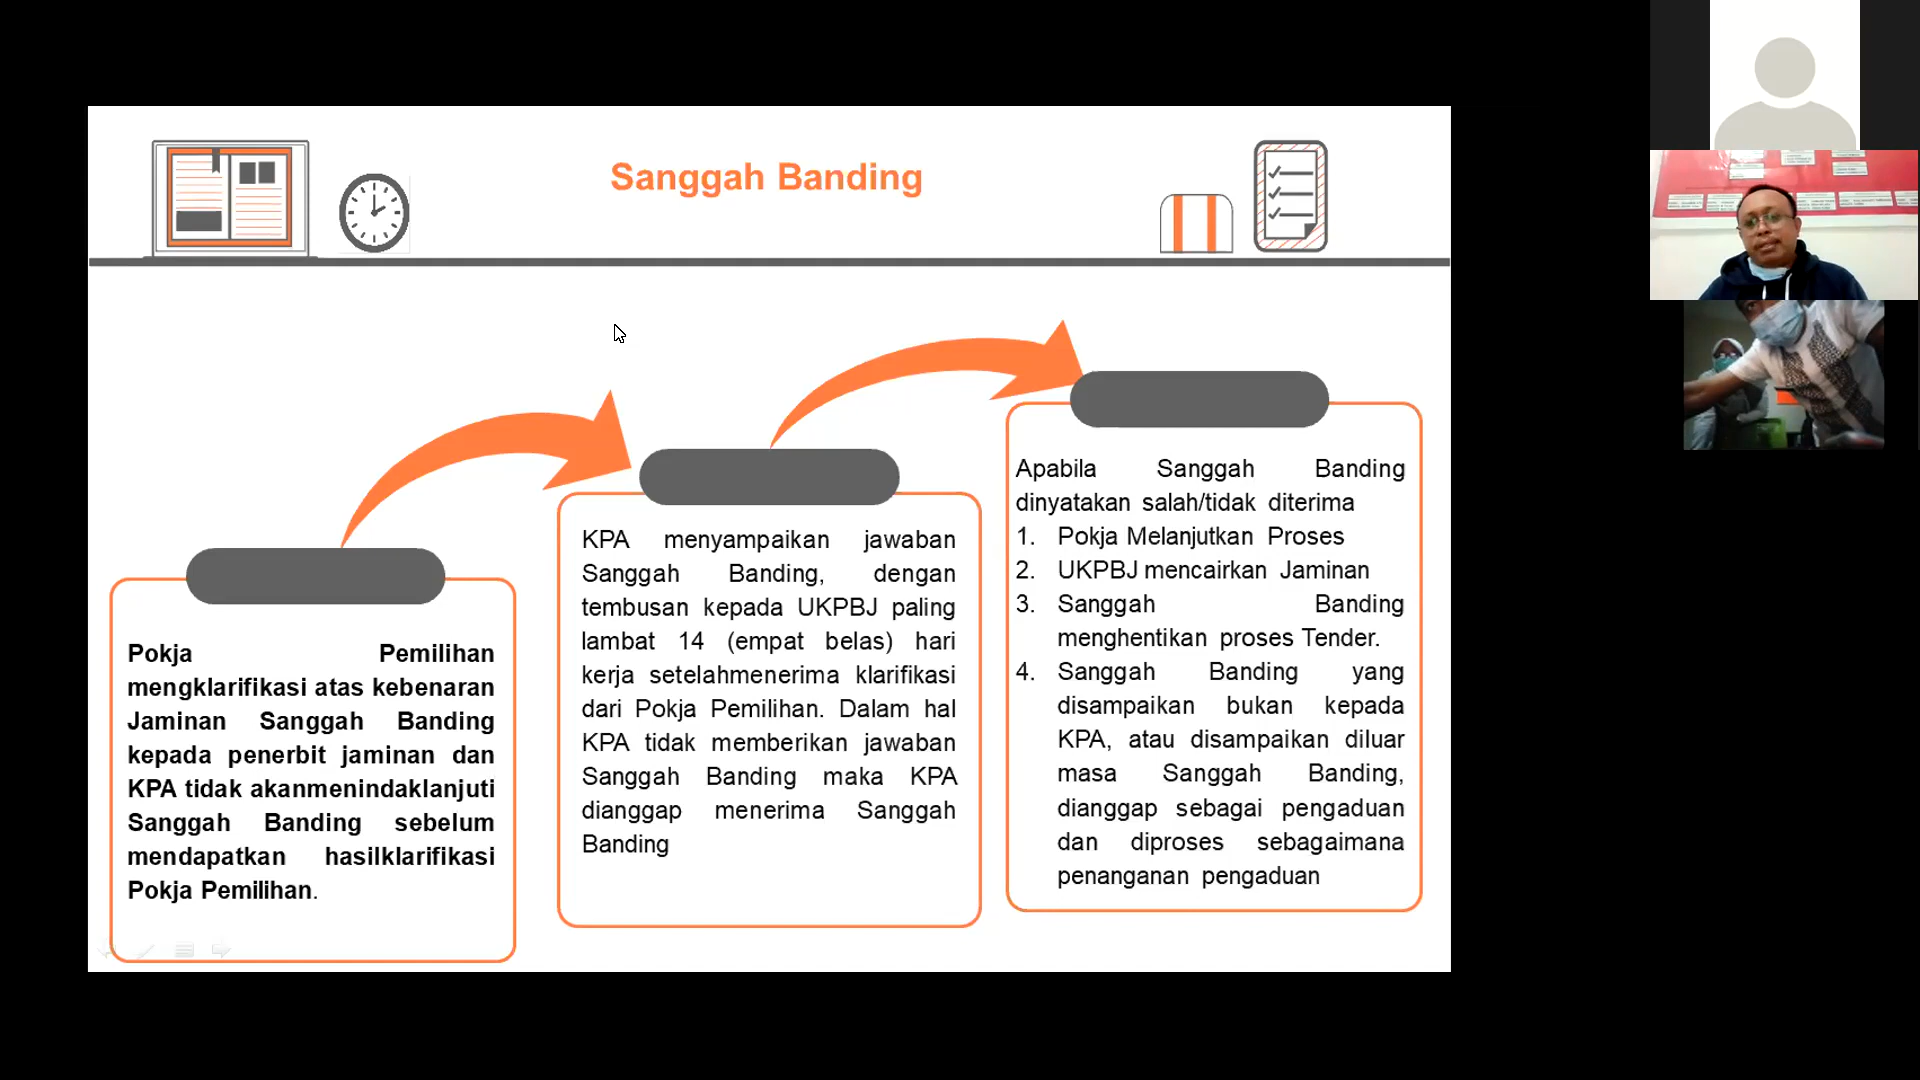 Sanggah Banding
Pokja Pemilihan
mengklarifikasi atas kebenaran
Jaminan Sanggah Banding
kepada penerbit jaminan dan
KPA tidak akanmenindaklanjuti
Sanggah Banding sebelum
mendapatkan hasilklarifikasi
Pokja Pemilihan.
KPA menyampaikan jawaban
Sanggah Banding, dengan
tembusan kepada UKPBJ paling
lambat 14 (empat belas) hari
kerja setelahmenerima klarifikasi
dari Pokja Pemilihan. Dalam hal
KPA tidak memberikan jawaban
Sanggah Banding maka KPA
dianggap menerima Sanggah
Banding
Apabila Sanggah Banding
dinyatakan salah/tidak diterima
1. Pokja Melanjutkan Proses
2. UKPBJ mencairkan Jaminan
3. Sanggah Banding
menghentikan proses Tender.
4. Sanggah Banding yang
disampaikan bukan kepada
KPA, atau disampaikan diluar
masa Sanggah Banding,
dianggap sebagai pengaduan
dan diproses sebagaimana
penanganan pengaduan